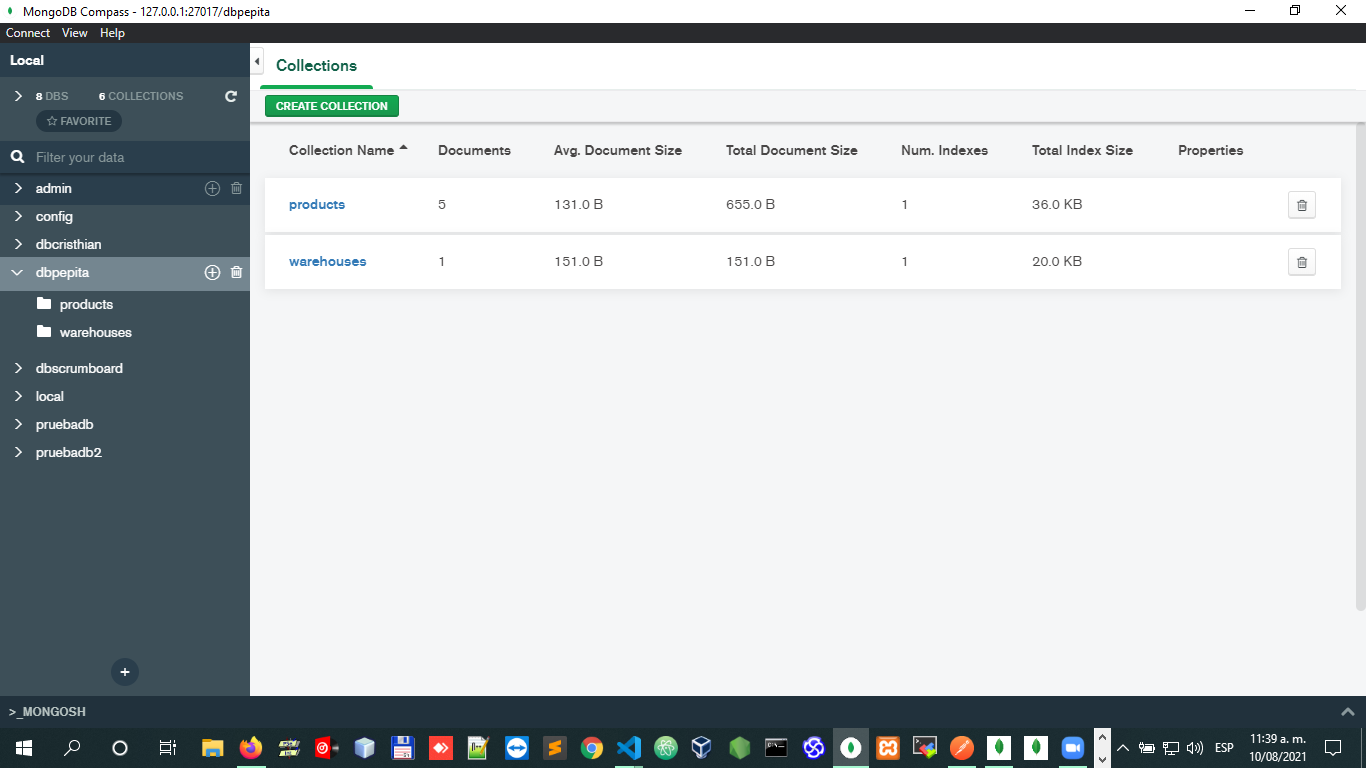 MongoDB Compass - 127.0.0.1:27017/dbpepita
Connect View Help
Local
8 DBS 6 COLLECTIONS
FAVORITE
Filter your data
admin
config
dbcristhian
dbpepita
products
warehouses
dbscrumboard
local
pruebadb
pruebadb2
Collections
CREATE COLLECTION
Collection Name Documents Avg. Document Size Total Document Size Num. Indexes Total Index Size Properties
products 5 131.0 B 655.0 B 1 36.0 KB
warehouses 1 151.0 B 151.0 B 1 20.0 KB
>_MONGOSH
ESP
11:39 a. m.
10/08/2021